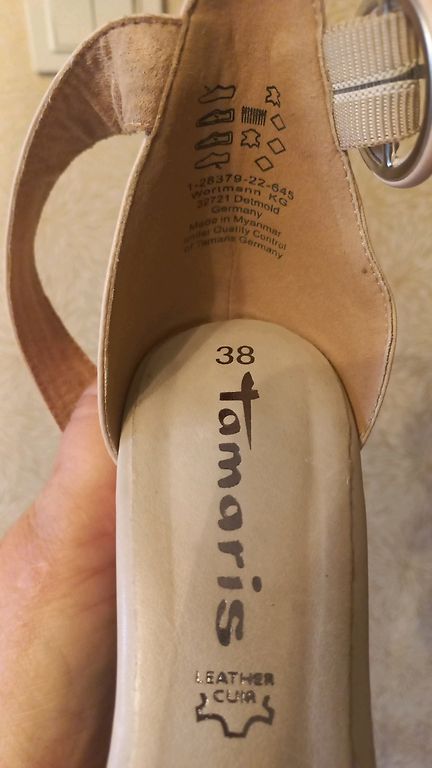 1-28379-22-645
Wortmann KG
32721 Detmold
Germany
Made in Myanmar
under Quality Control
of Tamaris Germany
38
Tamaris
LEATHER
CUIR